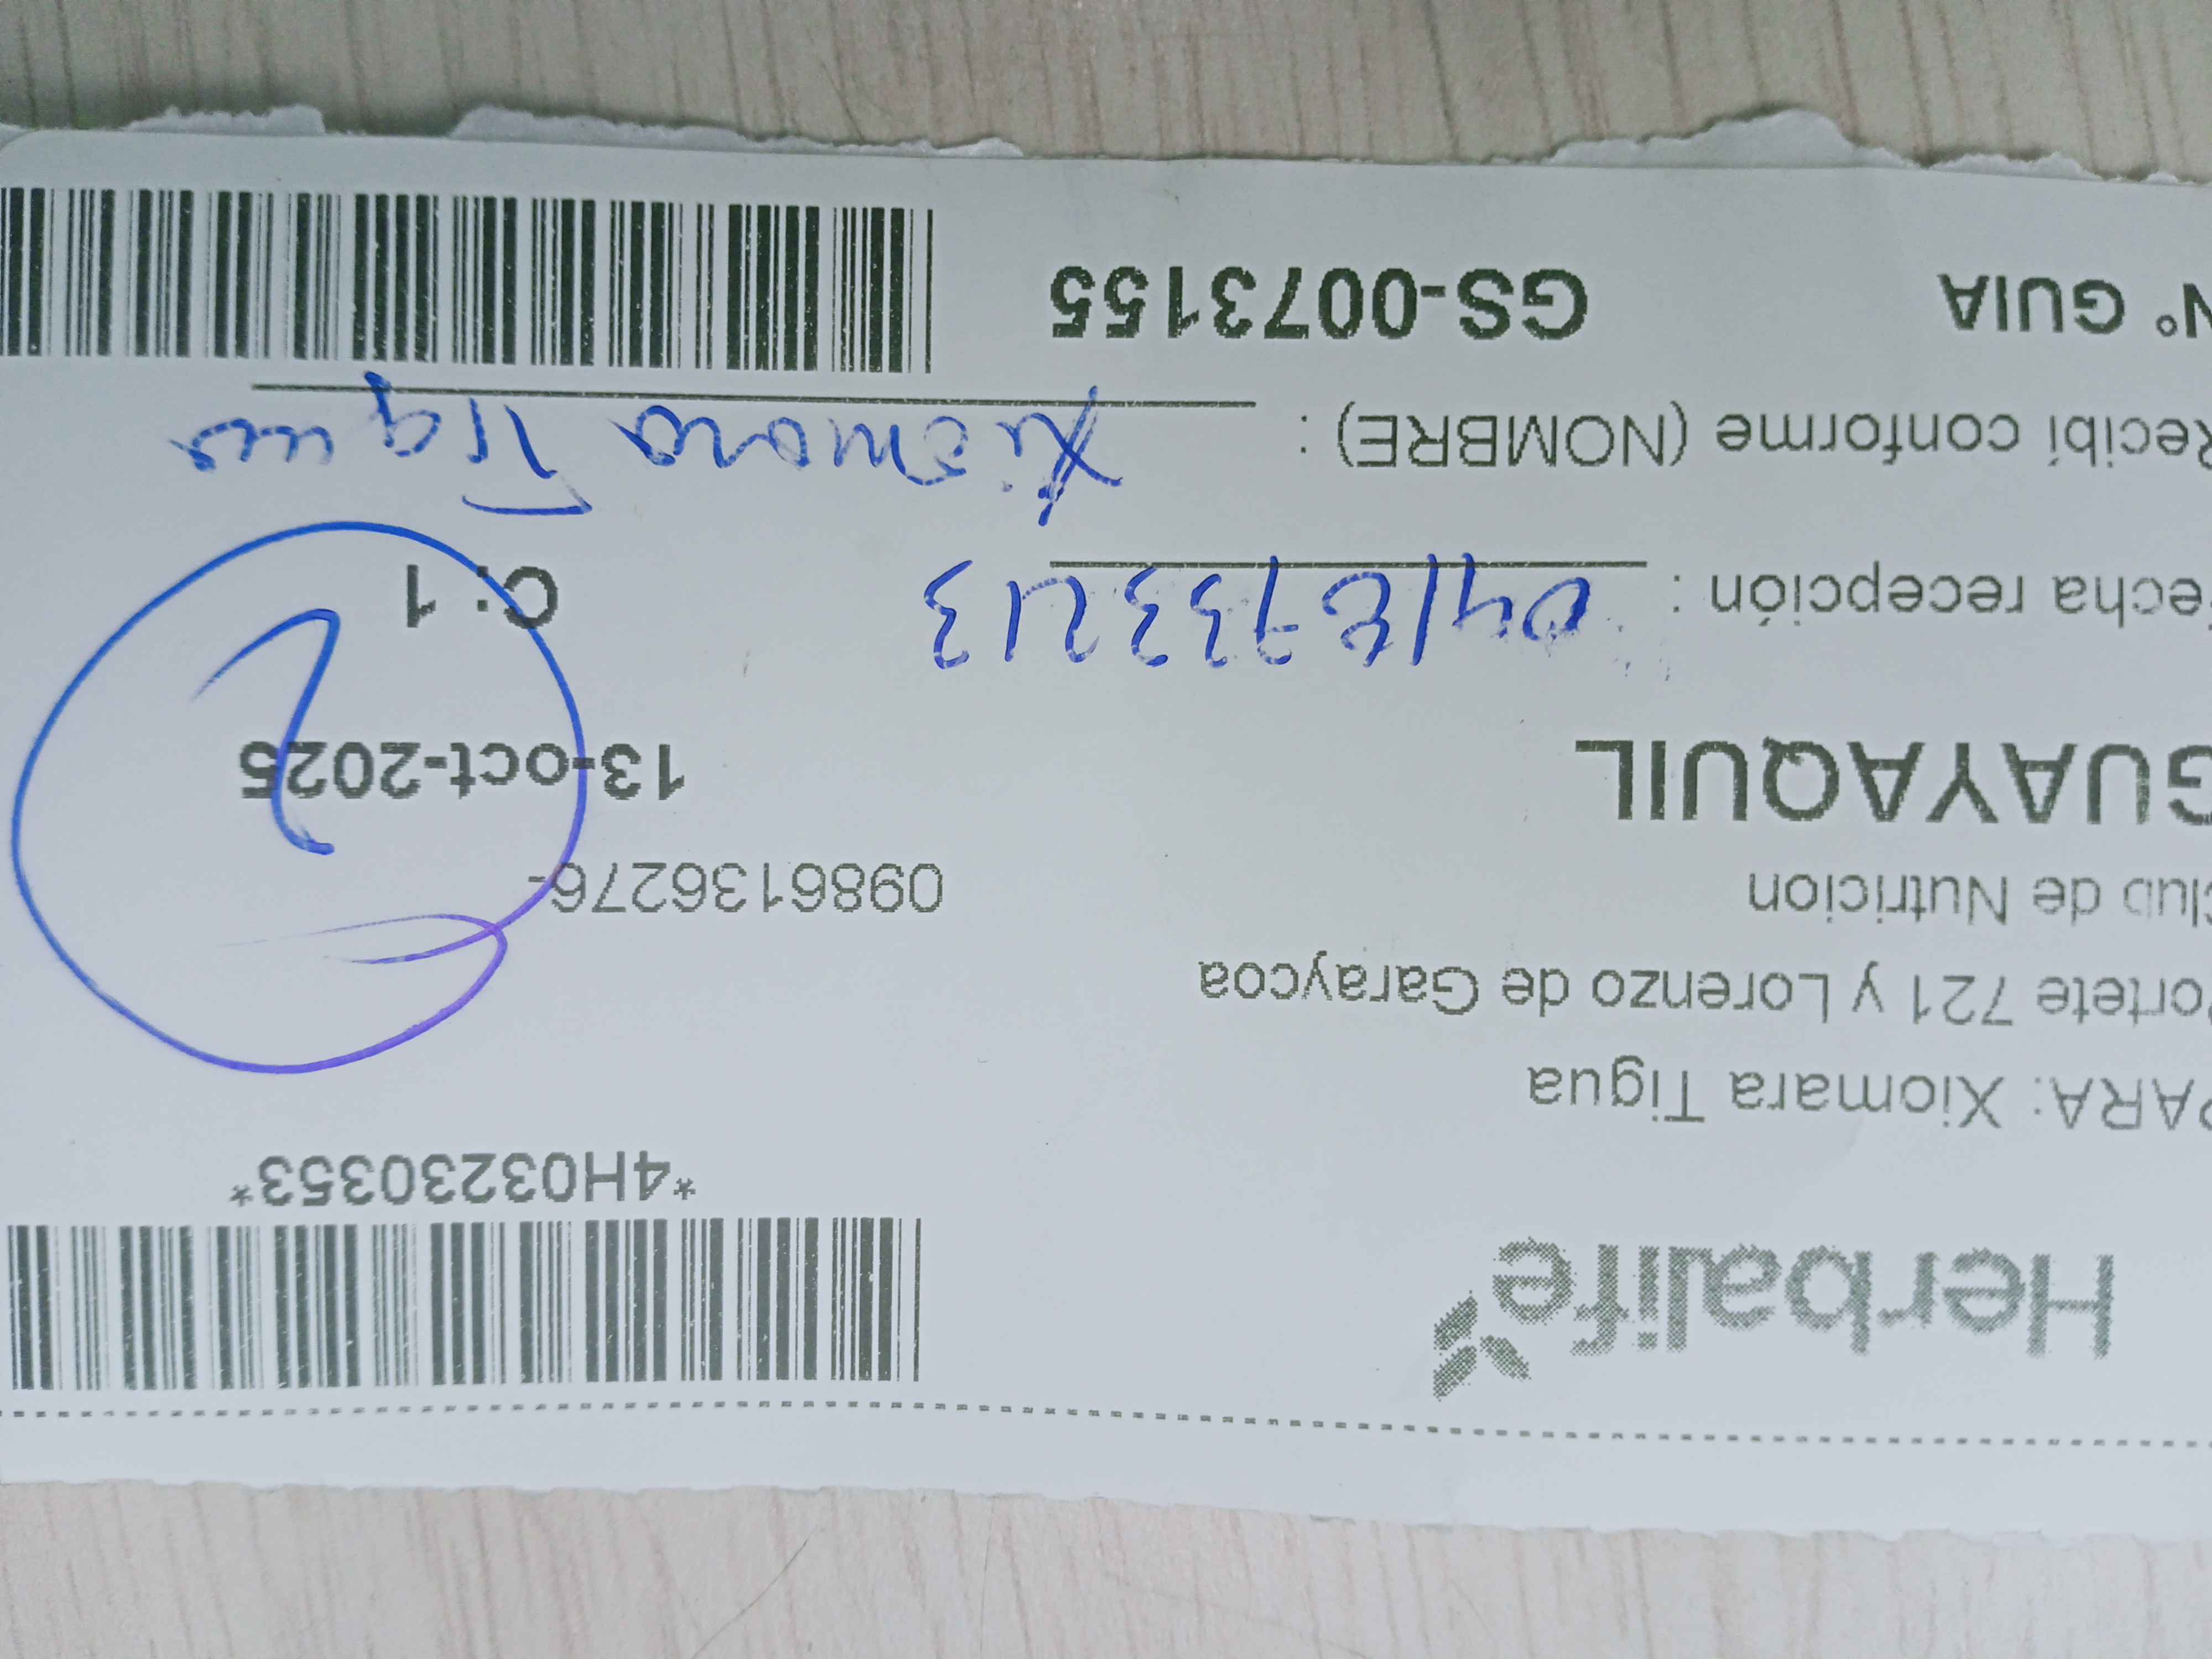 Herbalife
*4H03230353*
PARA: Xiomara Tigua
Portete 721 y Lorenzo de Garaycoa
Club de Nutricion 0986136276-
GUAYAQUIL 13-oct-2025
2
Fecha recepción : C: 1
Recibí conforme (NOMBRE) : Xiomara Tigua
N° GUIA GS-0073155